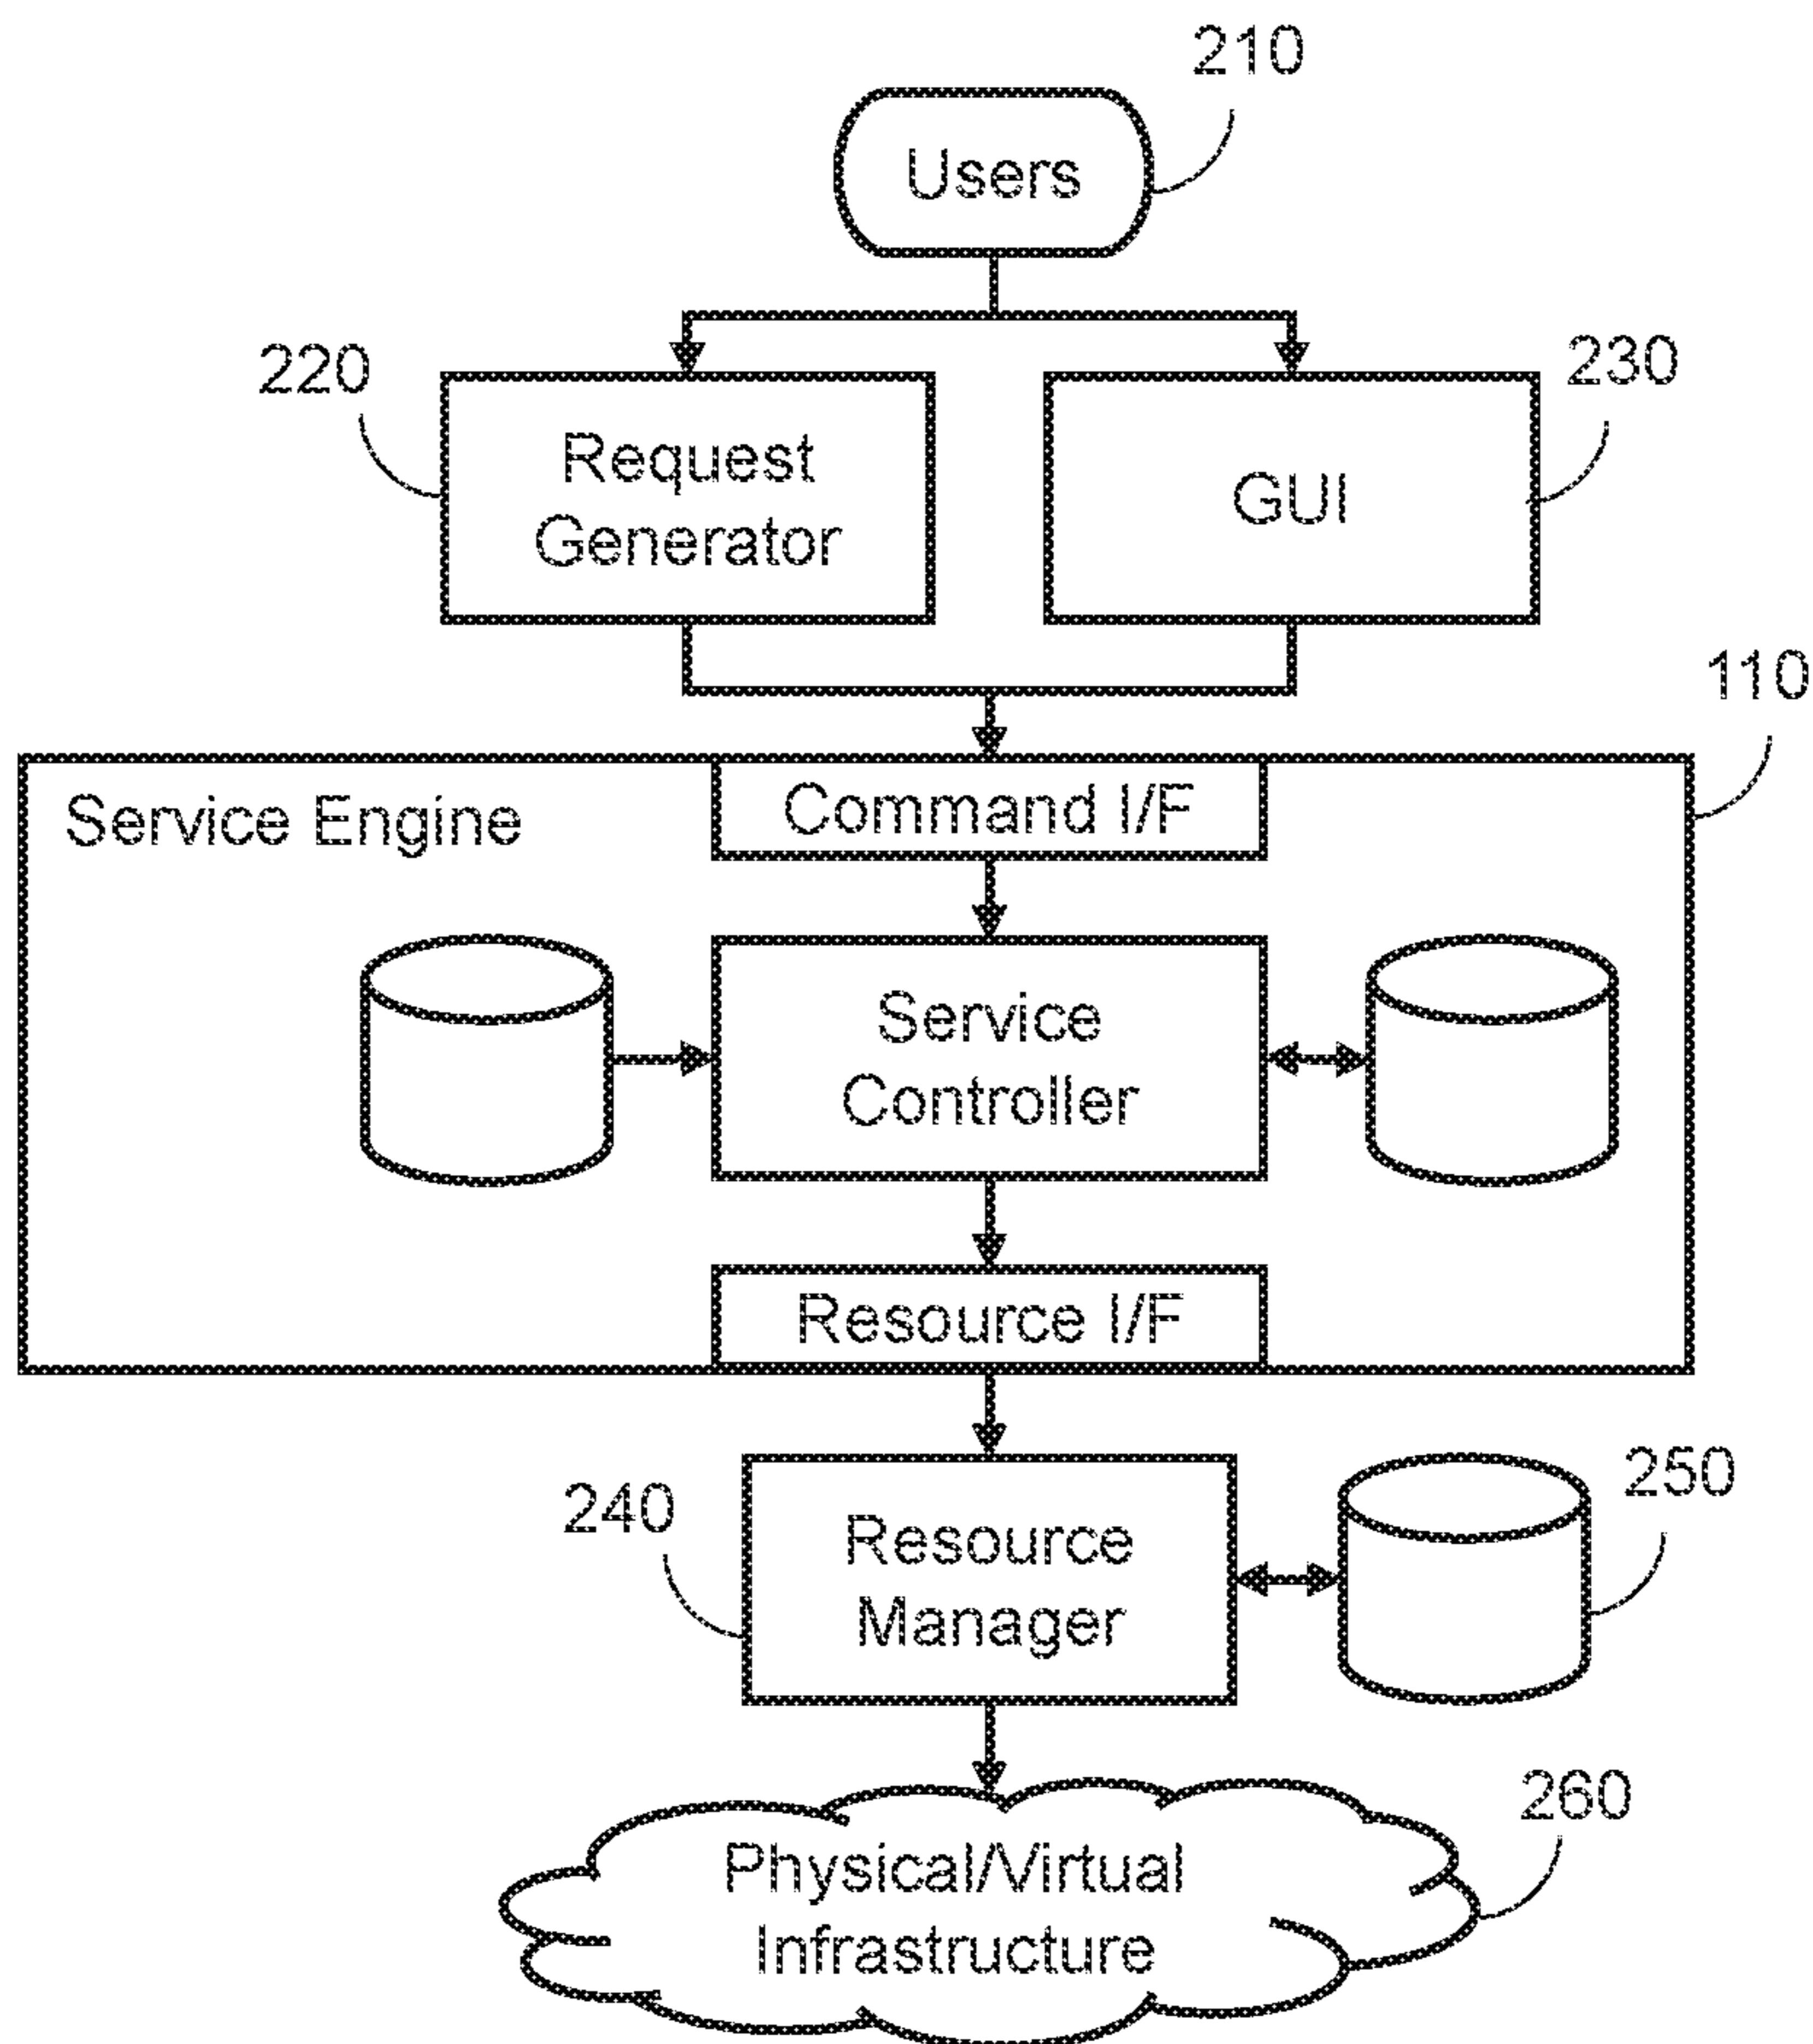 210
Users
220
230
Request
Generator
GUI
110
Service Engine
Command I/F
Service
Controller
Resource I/F
240
250
Resource
Manager
260
Physical/Virtual
Infrastructure